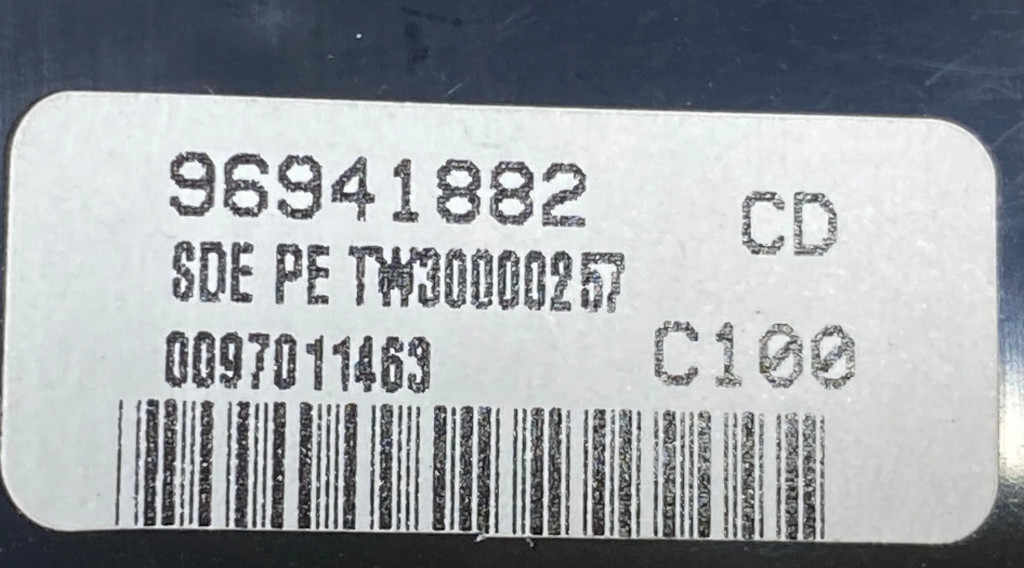 96941882
CD
SDE PE TW30000257
0097011463
C100